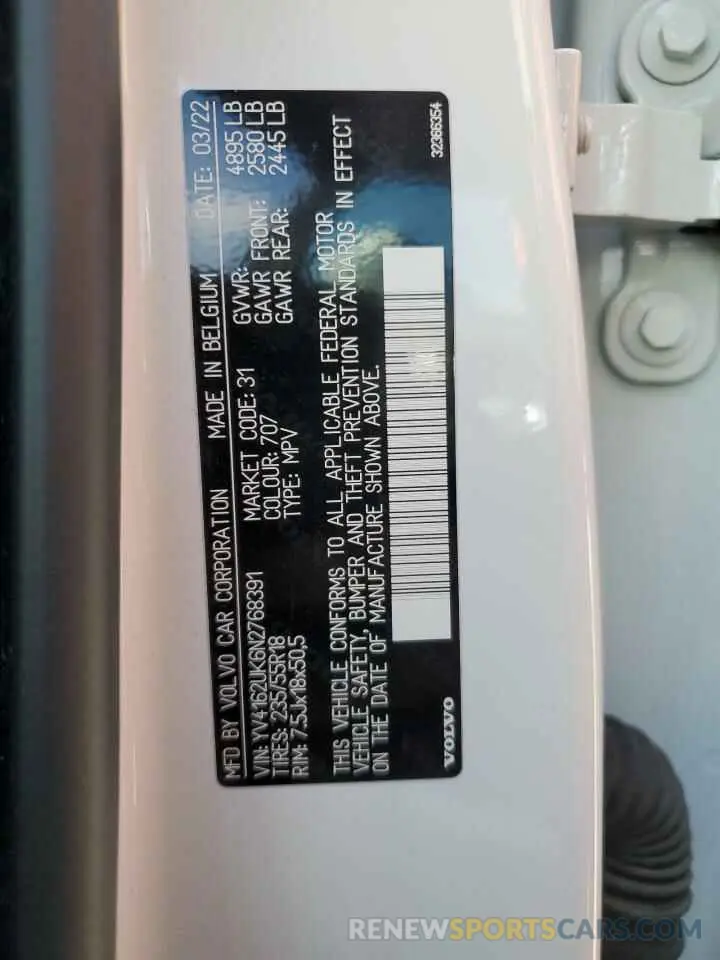 MFD BY VOLVO CAR CORPORATION MADE IN BELGIUM DATE: 03/22
VIN: YV4162UK6N2768391 MARKET CODE: 31 GVWR: 4895 LB
TIRES: 235/55R18 COLOUR: 707 GAWR FRONT: 2580 LB
RIM: 7.5Jx18x50,5 TYPE: MPV GAWR REAR: 2445 LB
THIS VEHICLE CONFORMS TO ALL APPLICABLE FEDERAL MOTOR
VEHICLE SAFETY, BUMPER AND THEFT PREVENTION STANDARDS IN EFFECT
ON THE DATE OF MANUFACTURE SHOWN ABOVE.
VOLVO 32366354
RENEWSPORTSCARS.COM